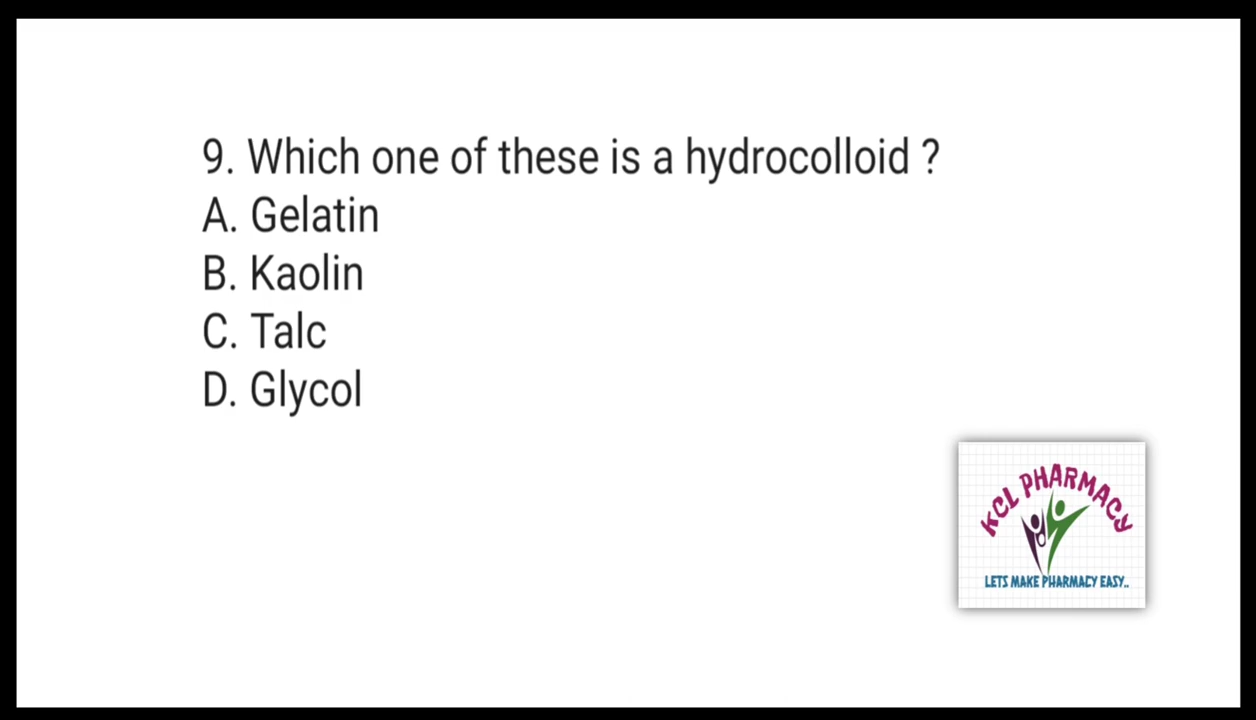 9. Which one of these is a hydrocolloid ?
A. Gelatin
B. Kaolin
C. Talc
D. Glycol
KCL PHARMACY
LETS MAKE PHARMACY EASY..